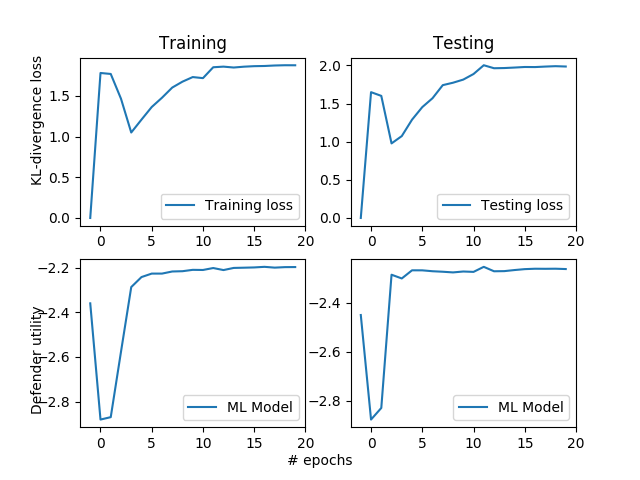 Training
Testing
KL-divergence loss
1.5
1.0
0.5
0.0
Training loss
0 5 10 15 20
2.0
1.5
1.0
0.5
0.0
Testing loss
0 5 10 15 20
Defender utility
−2.2
−2.4
−2.6
−2.8
ML Model
0 5 10 15 20
−2.4
−2.6
−2.8
ML Model
0 5 10 15 20
# epochs